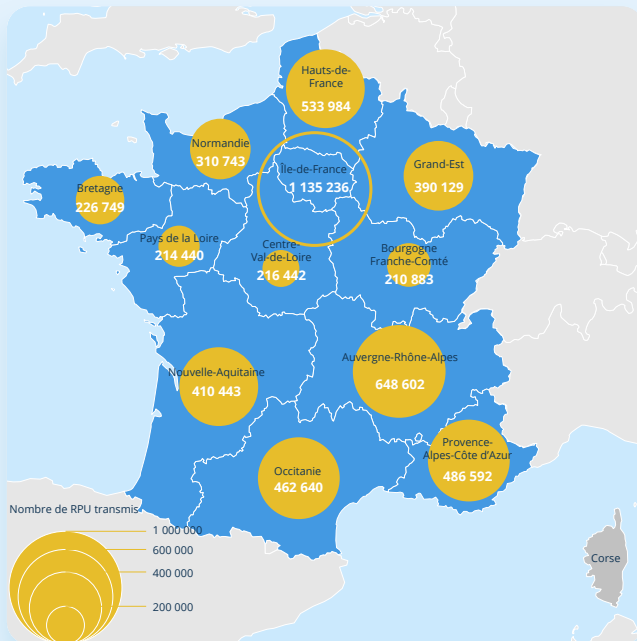 Hauts-de-
France
533 984
Normandie
310 743
Île-de-France
1 135 236
Grand-Est
390 129
Bretagne
226 749
Pays de la Loire
214 440
Centre-
Val-de-Loire
216 442
Bourgogne
Franche-Comté
210 883
Nouvelle-Aquitaine
410 443
Auvergne-Rhône-Alpes
648 602
Provence-
Alpes-Côte d'Azur
486 592
Occitanie
462 640
Corse
Nombre de RPU transmis
1 000 000
600 000
400 000
200 000